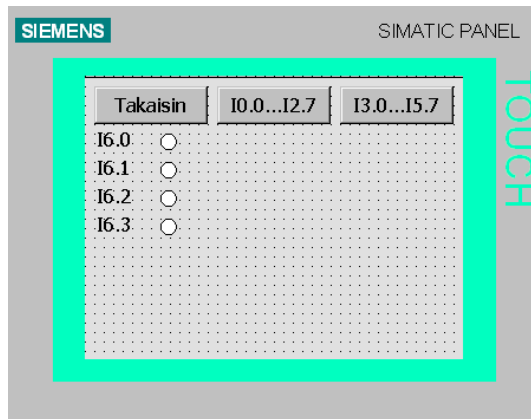 SIEMENS
SIMATIC PANEL
TOUCH
Takaisin
I0.0...I2.7
I3.0...I5.7
I6.0
I6.1
I6.2
I6.3